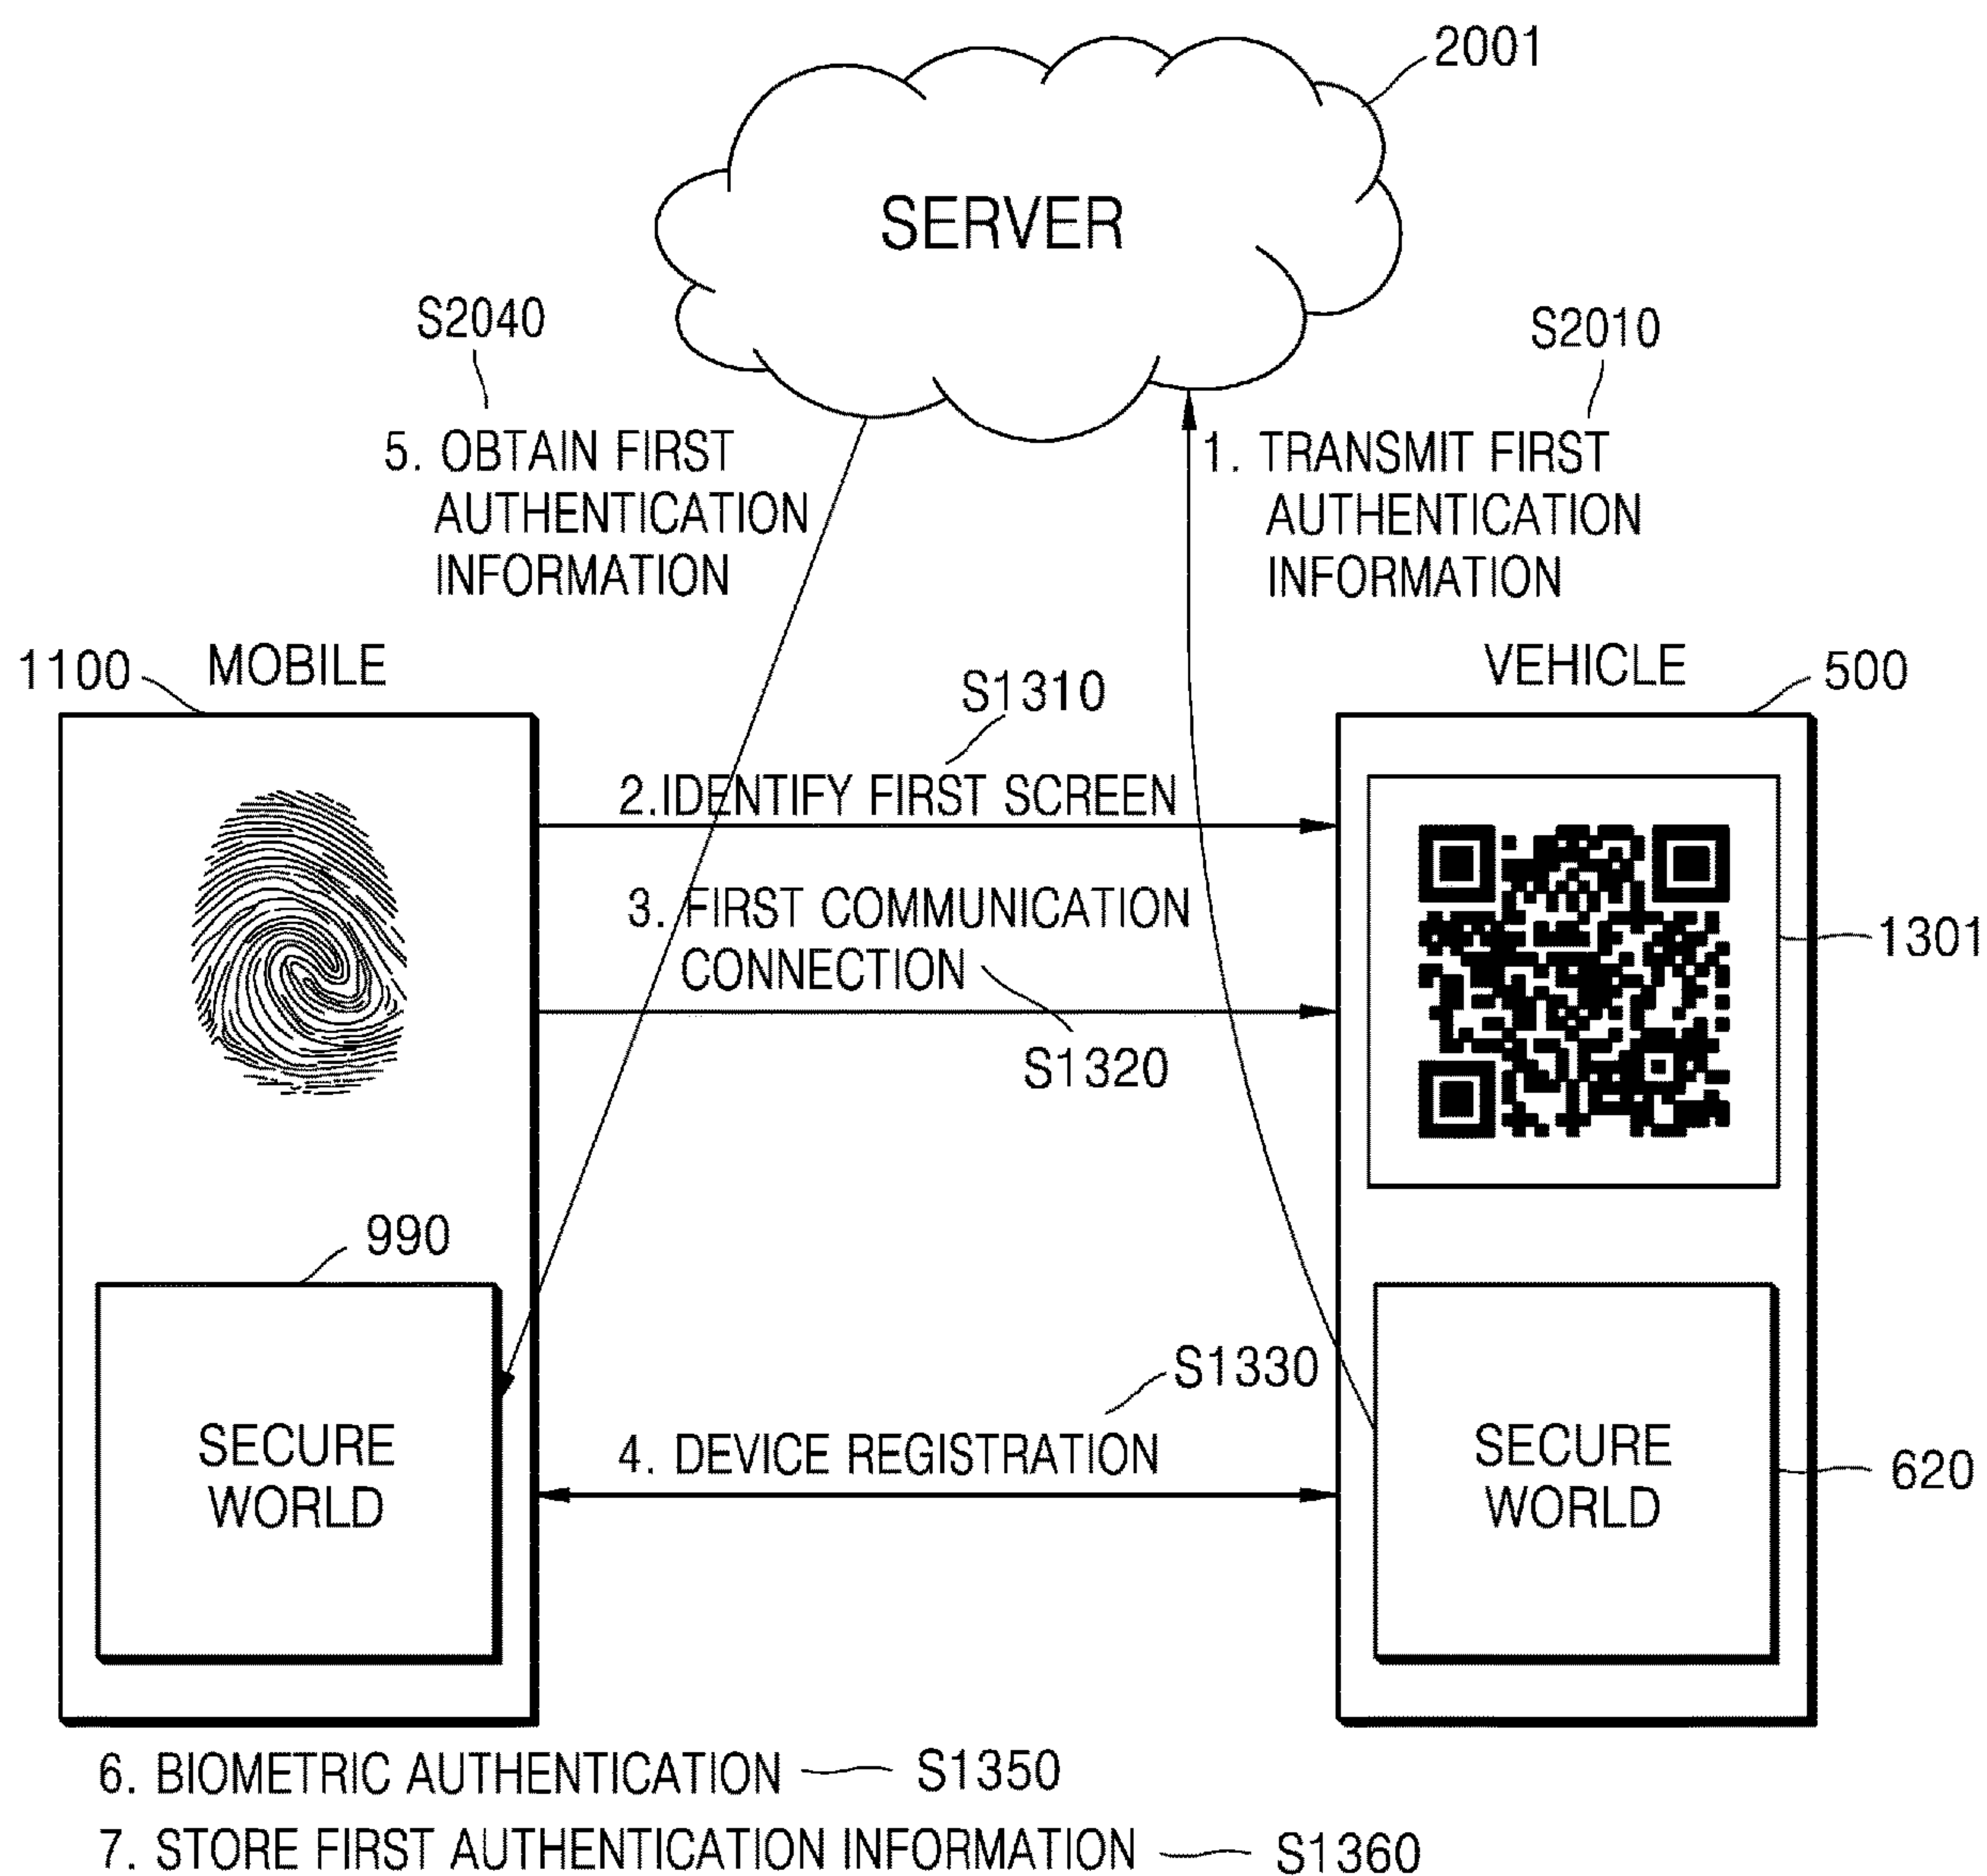 2001
SERVER
S2040
S2010
5. OBTAIN FIRST
AUTHENTICATION
INFORMATION
1. TRANSMIT FIRST
AUTHENTICATION
INFORMATION
1100
MOBILE
VEHICLE
500
S1310
2.IDENTIFY FIRST SCREEN
3. FIRST COMMUNICATION
CONNECTION
S1320
1301
990
S1330
SECURE
WORLD
4. DEVICE REGISTRATION
SECURE
WORLD
620
6. BIOMETRIC AUTHENTICATION
S1350
7. STORE FIRST AUTHENTICATION INFORMATION
S1360